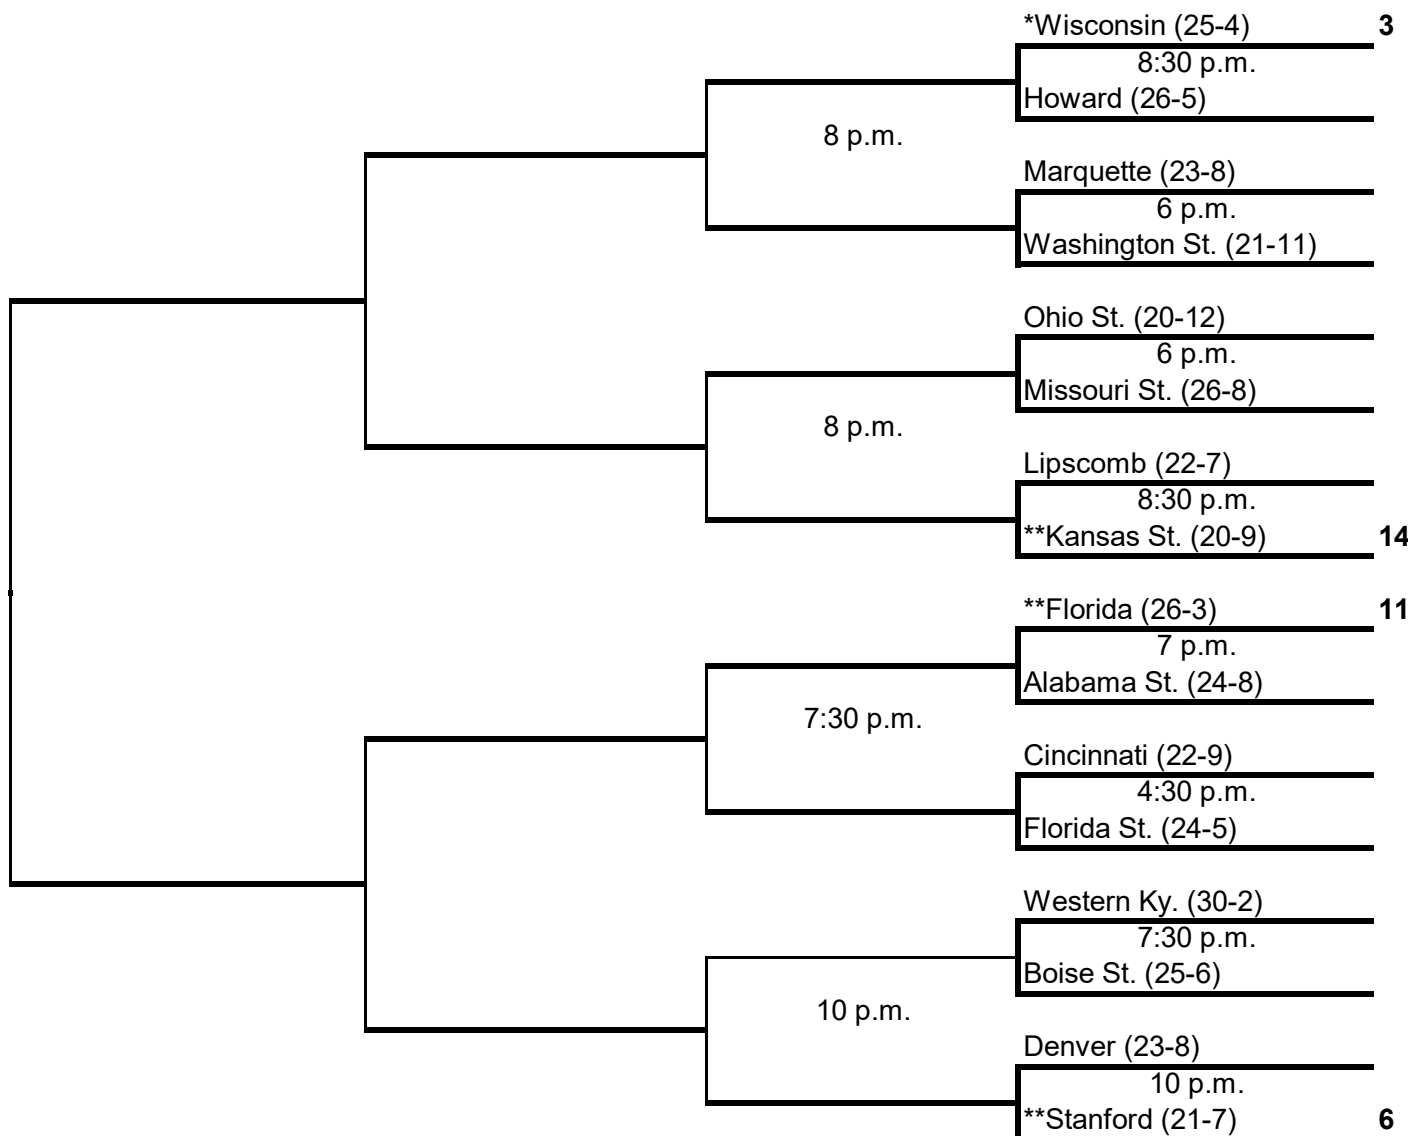 *Wisconsin (25-4) 3
8:30 p.m.
Howard (26-5)
8 p.m.
Marquette (23-8)
6 p.m.
Washington St. (21-11)
Ohio St. (20-12)
6 p.m.
Missouri St. (26-8)
8 p.m.
Lipscomb (22-7)
8:30 p.m.
**Kansas St. (20-9) 14
**Florida (26-3) 11
7 p.m.
Alabama St. (24-8)
7:30 p.m.
Cincinnati (22-9)
4:30 p.m.
Florida St. (24-5)
Western Ky. (30-2)
7:30 p.m.
Boise St. (25-6)
10 p.m.
Denver (23-8)
10 p.m.
**Stanford (21-7) 6